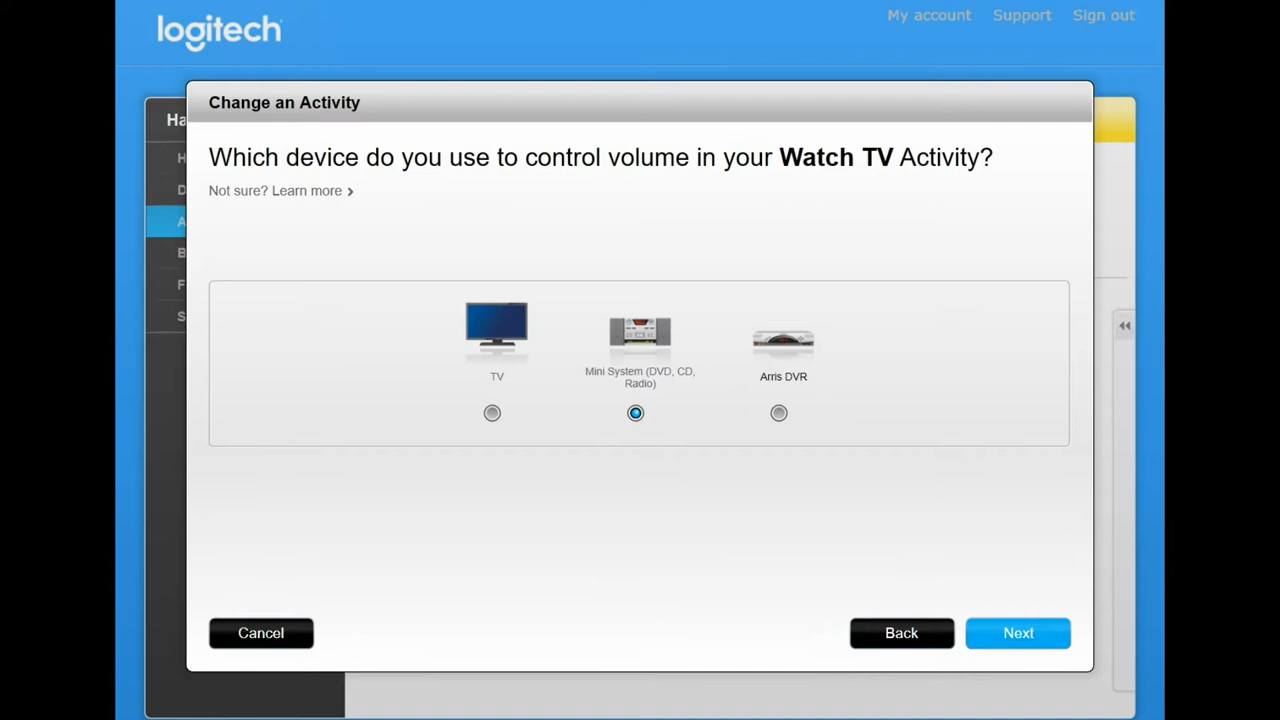 logitech
My account Support Sign out
Ha
Change an Activity
Which device do you use to control volume in your Watch TV Activity?
Not sure? Learn more
H
D
A
B
F
S
TV
Mini System (DVD, CD,
Radio)
Arris DVR
Cancel
Back
Next